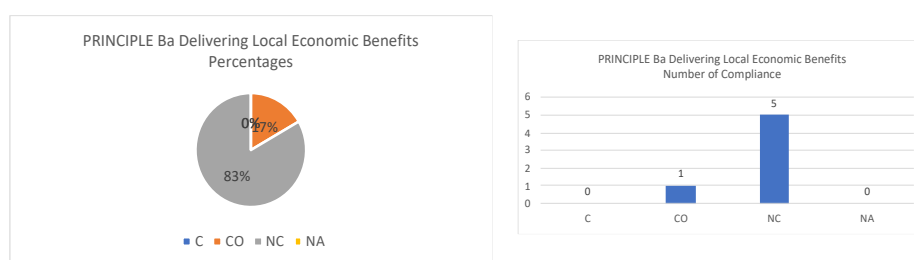 PRINCIPLE Ba Delivering Local Economic Benefits
Percentages
0%
17%
83%
C CO NC NA
PRINCIPLE Ba Delivering Local Economic Benefits
Number of Compliance
6
5
4
3
2
1
0
0
1
5
0
C CO NC NA